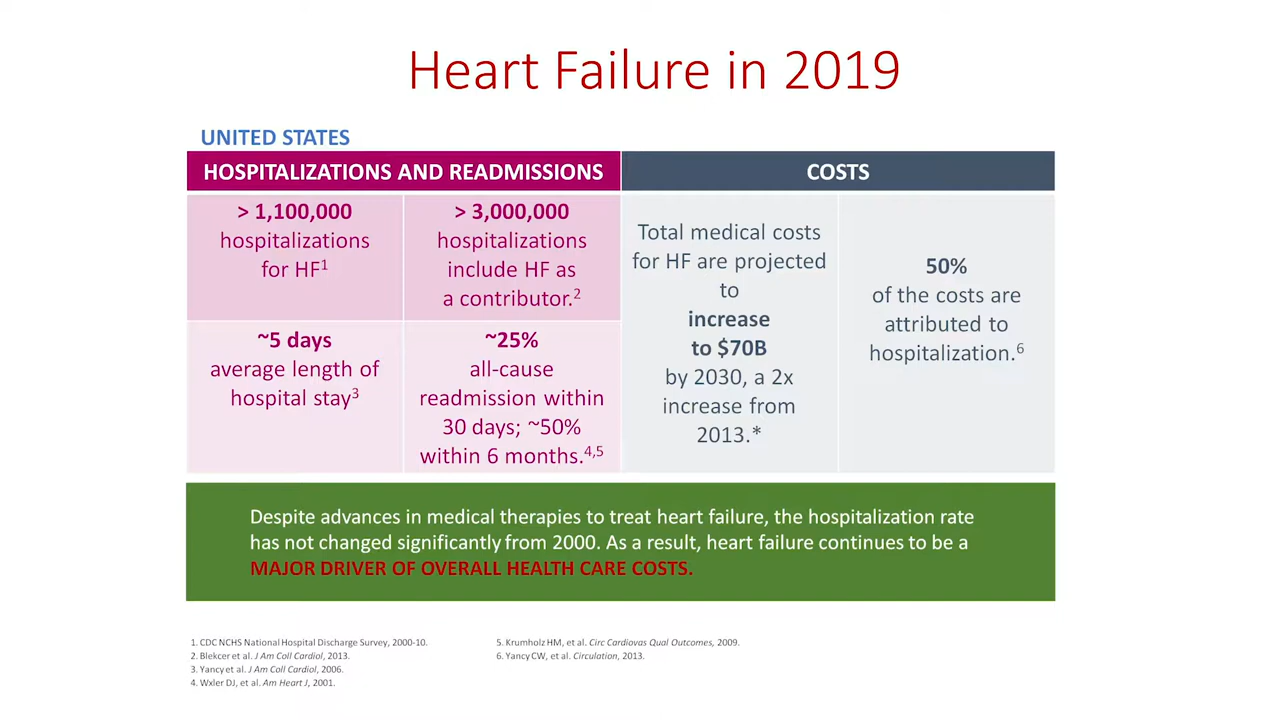 Heart Failure in 2019
UNITED STATES
HOSPITALIZATIONS AND READMISSIONS
COSTS
> 1,100,000
hospitalizations
for HF1
> 3,000,000
hospitalizations
include HF as
a contributor.2
~5 days
average length of
hospital stay3
~25%
all-cause
readmission within
30 days; ~50%
within 6 months.4,5
Total medical costs
for HF are projected
to
increase
to $70B
by 2030, a 2x
increase from
2013.*
50%
of the costs are
attributed to
hospitalization.6
Despite advances in medical therapies to treat heart failure, the hospitalization rate
has not changed significantly from 2000. As a result, heart failure continues to be a
MAJOR DRIVER OF OVERALL HEALTH CARE COSTS.
1. CDC NCHS National Hospital Discharge Survey, 2000-10.
2. Blekcer et al. J Am Coll Cardiol, 2013.
3. Yancy et al. J Am Coll Cardiol, 2006.
4. Wxler DJ, et al. Am Heart J, 2001.
5. Krumholz HM, et al. Circ Cardiovas Qual Outcomes, 2009.
6. Yancy CW, et al. Circulation, 2013.